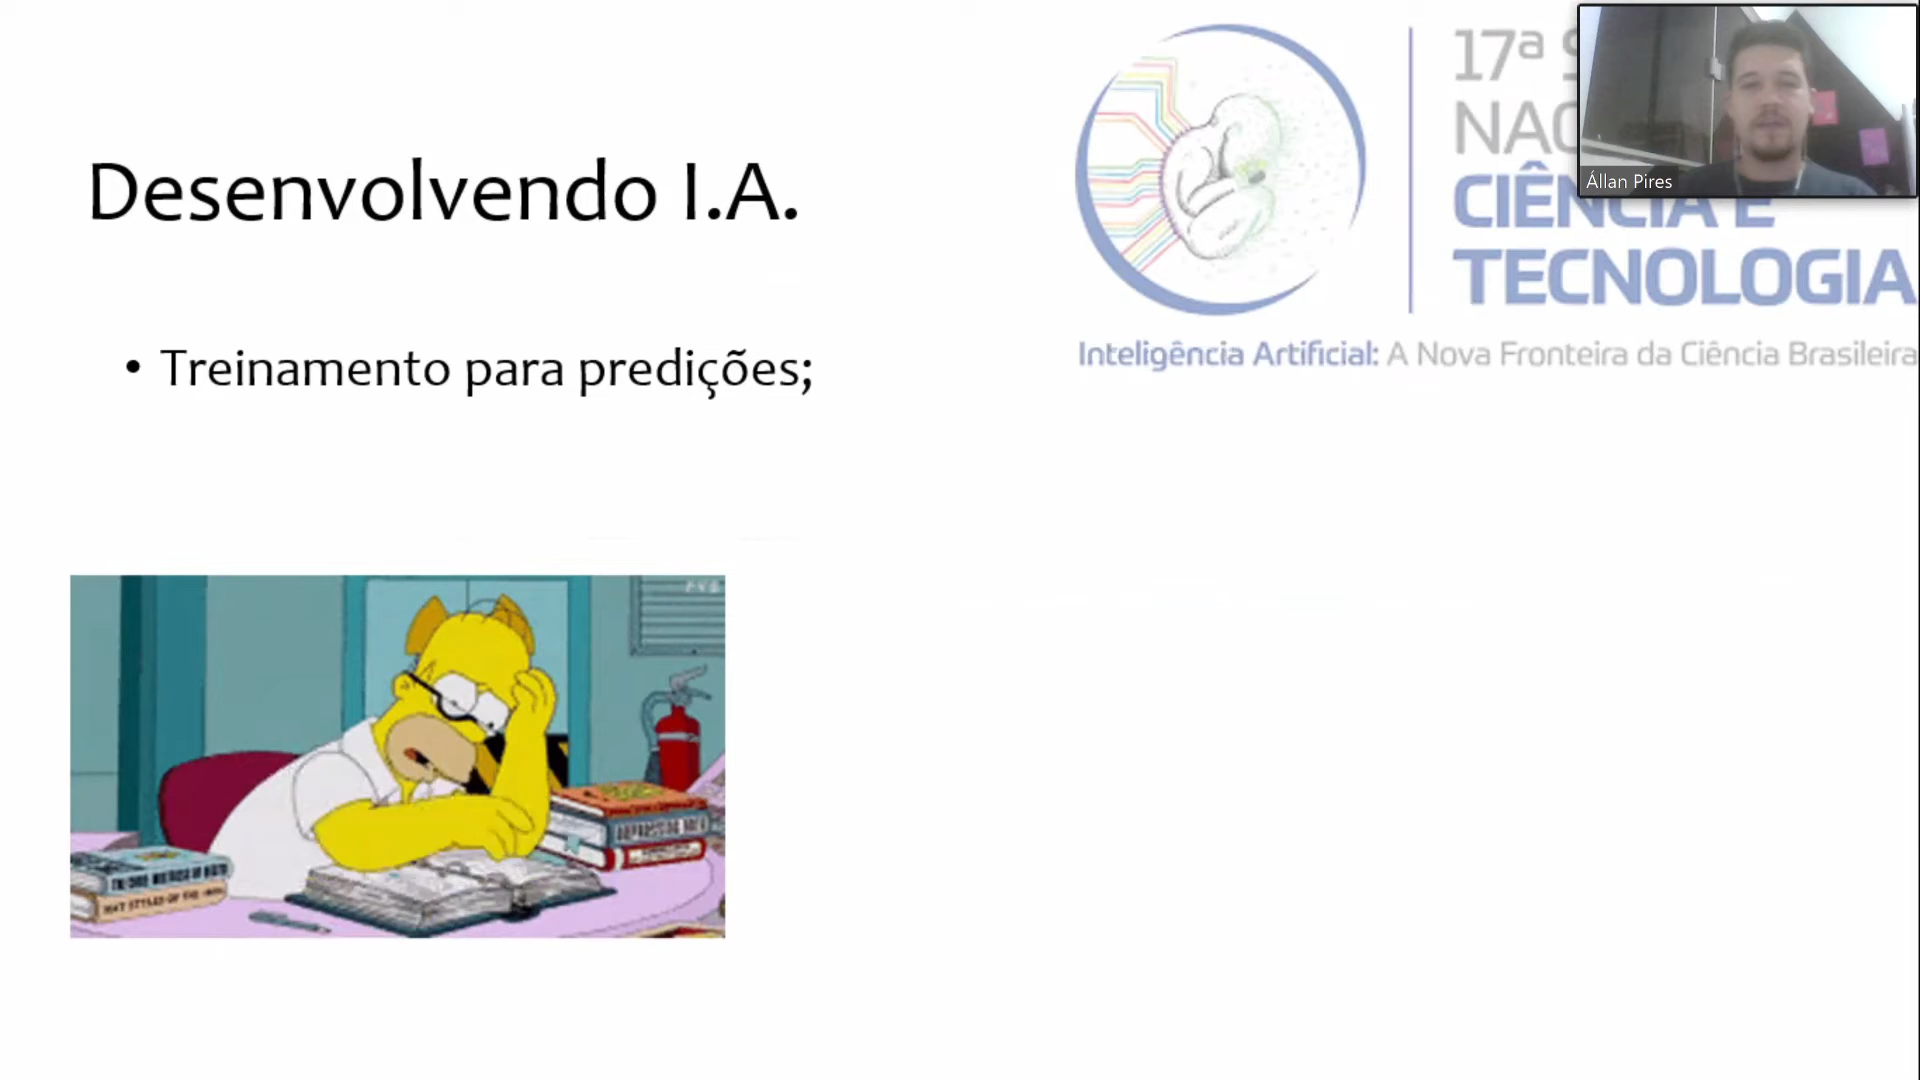 Desenvolvendo I.A.
• Treinamento para predições;
17ª S
NAC
CIÊNCIA E
TECNOLOGIA
Inteligência Artificial: A Nova Fronteira da Ciência Brasileira
Állan Pires